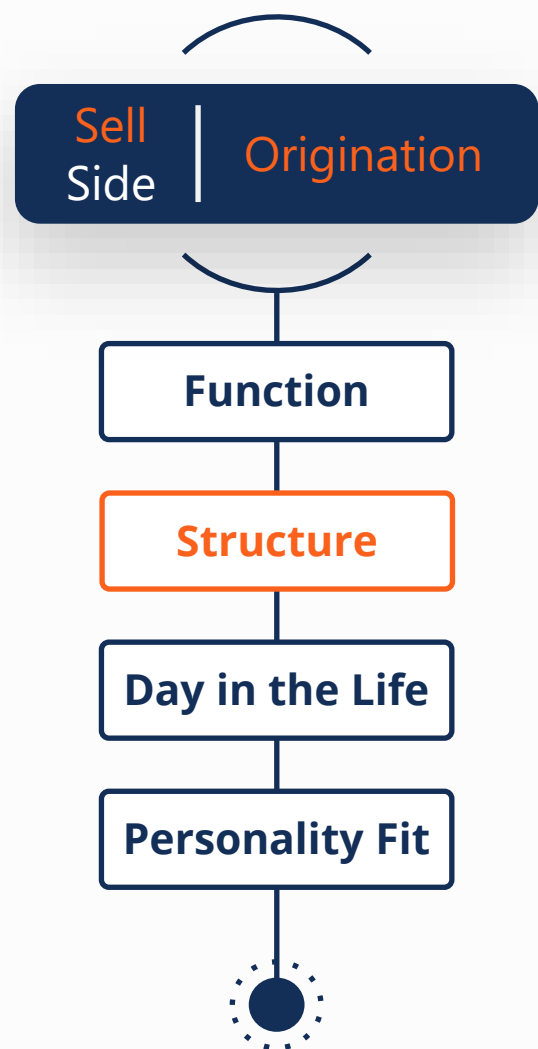 Sell
Side
Origination
Function
Structure
Day in the Life
Personality Fit